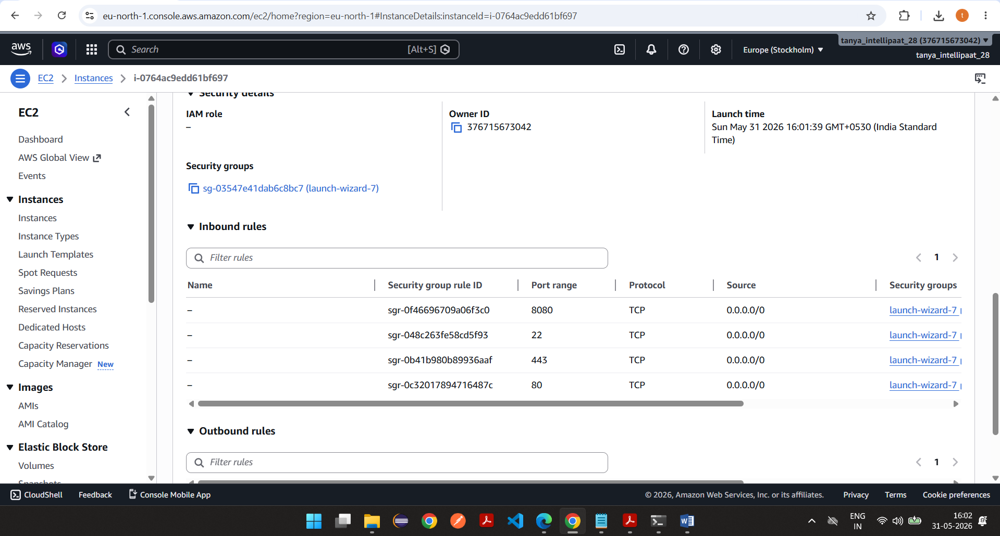 eu-north-1.console.aws.amazon.com/ec2/home?region=eu-north-1#InstanceDetails:instanceId=i-0764ac9edd61bf697
t
aws
Search
[Alt+S]
Europe (Stockholm)
tanya_intellipaat_28 (376715673042)
tanya_intellipaat_28
EC2
Instances
i-0764ac9edd61bf697
EC2
Dashboard
AWS Global View
Events
Instances
Instances
Instance Types
Launch Templates
Spot Requests
Savings Plans
Reserved Instances
Dedicated Hosts
Capacity Reservations
Capacity Manager New
Images
AMIs
AMI Catalog
Elastic Block Store
Volumes
Snapshots
Security details
IAM role
–
Owner ID
376715673042
Launch time
Sun May 31 2026 16:01:39 GMT+0530 (India Standard
Time)
Security groups
sg-03547e41dab6c8bc7 (launch-wizard-7)
Inbound rules
Filter rules
1
Name Security group rule ID Port range Protocol Source Security groups
– sgr-0f46696709a06f3c0 8080 TCP 0.0.0.0/0 launch-wizard-7
– sgr-048c263fe58cd5f93 22 TCP 0.0.0.0/0 launch-wizard-7
– sgr-0b41b980b89936aaf 443 TCP 0.0.0.0/0 launch-wizard-7
– sgr-0c32017894716487c 80 TCP 0.0.0.0/0 launch-wizard-7
Outbound rules
Filter rules
1
CloudShell
Feedback
Console Mobile App
© 2026, Amazon Web Services, Inc. or its affiliates.
Privacy
Terms
Cookie preferences
ENG
IN
16:02
31-05-2026